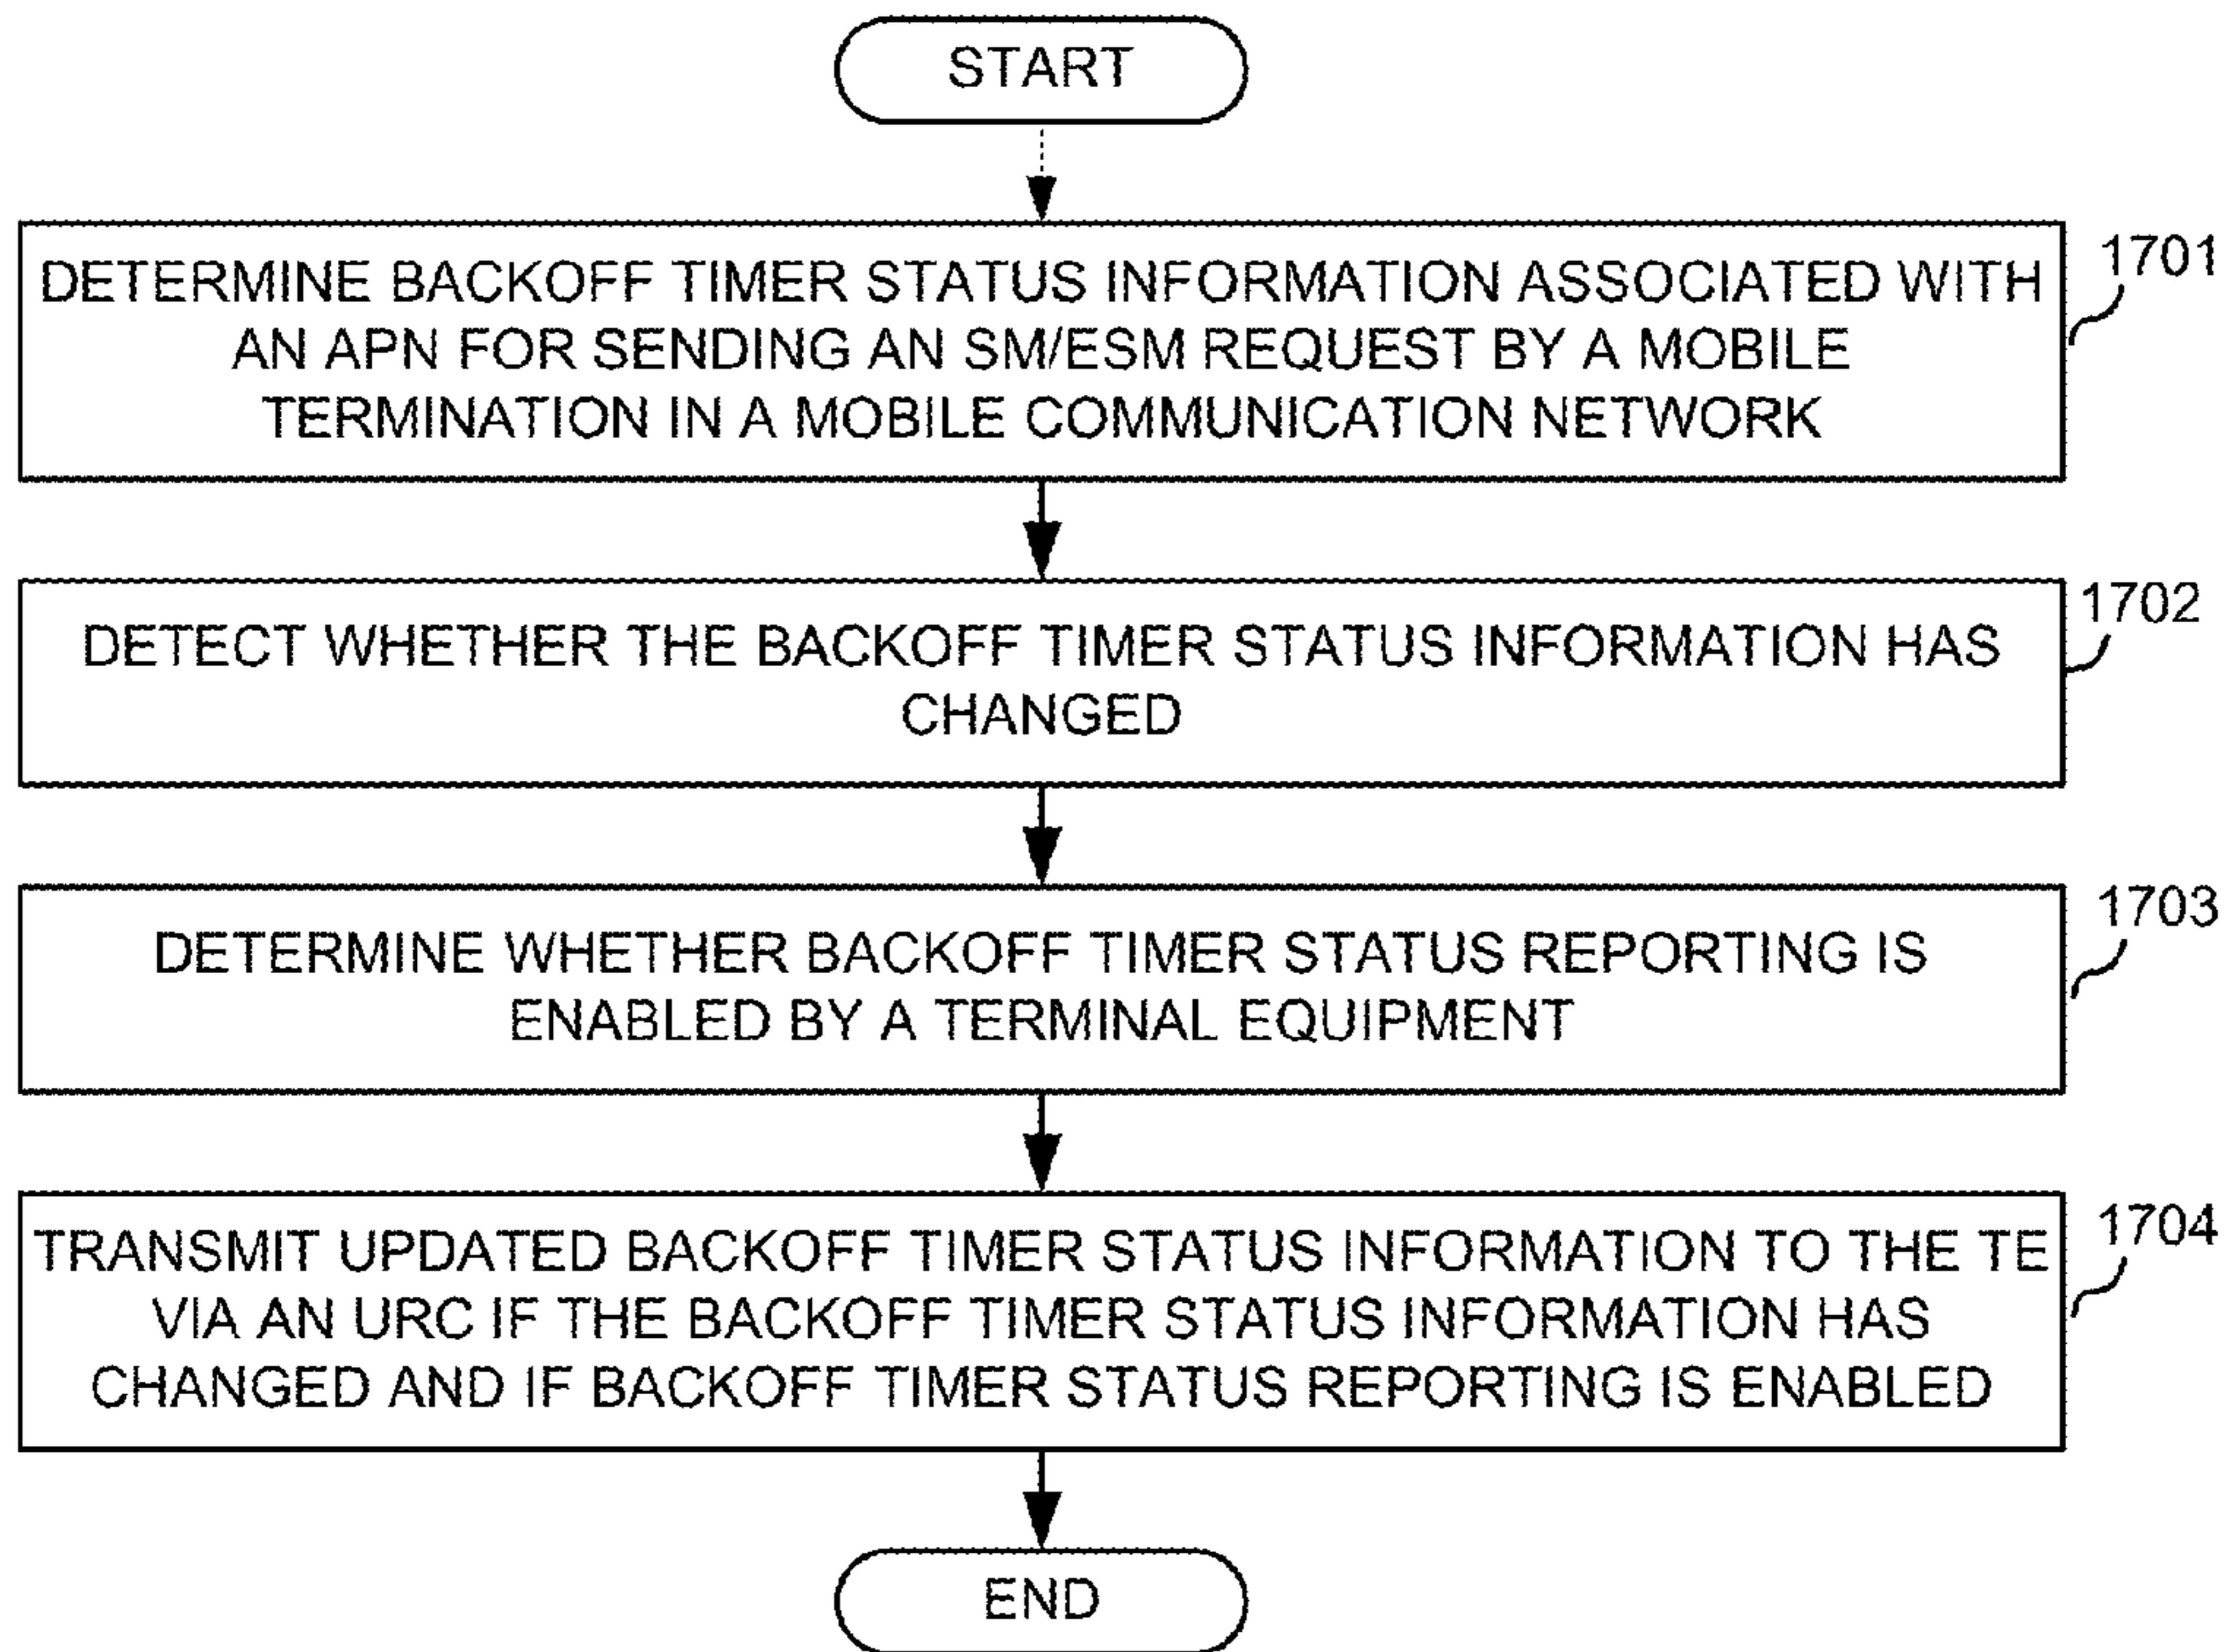 START
DETERMINE BACKOFF TIMER STATUS INFORMATION ASSOCIATED WITH
AN APN FOR SENDING AN SM/ESM REQUEST BY A MOBILE
TERMINATION IN A MOBILE COMMUNICATION NETWORK
1701
DETECT WHETHER THE BACKOFF TIMER STATUS INFORMATION HAS
CHANGED
1702
DETERMINE WHETHER BACKOFF TIMER STATUS REPORTING IS
ENABLED BY A TERMINAL EQUIPMENT
1703
TRANSMIT UPDATED BACKOFF TIMER STATUS INFORMATION TO THE TE
VIA AN URC IF THE BACKOFF TIMER STATUS INFORMATION HAS
CHANGED AND IF BACKOFF TIMER STATUS REPORTING IS ENABLED
1704
END